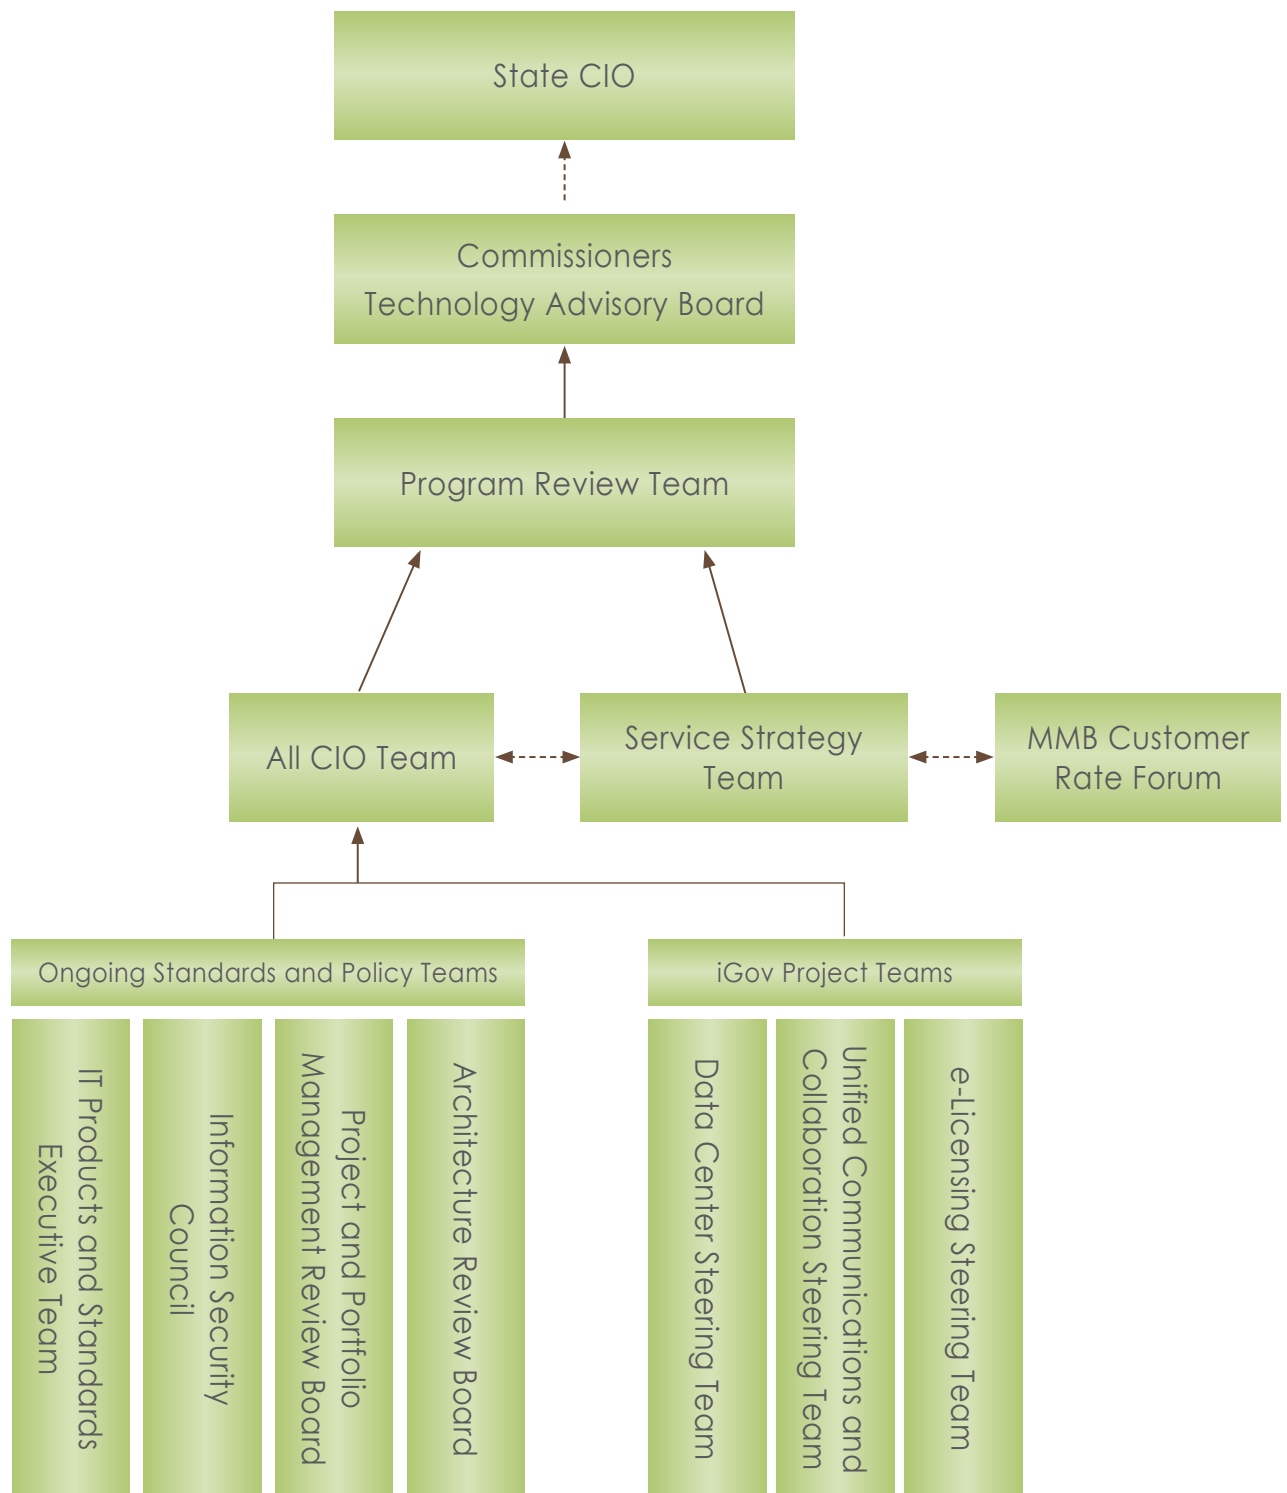 State CIO
Commissioners
Technology Advisory Board
Program Review Team
All CIO Team
Service Strategy
Team
MMB Customer
Rate Forum
Ongoing Standards and Policy Teams
iGov Project Teams
IT Products and Standards
Executive Team
Information Security
Council
Project and Portfolio
Management Review Board
Architecture Review Board
Data Center Steering Team
Unified Communications and
Collaboration Steering Team
e-Licensing Steering Team